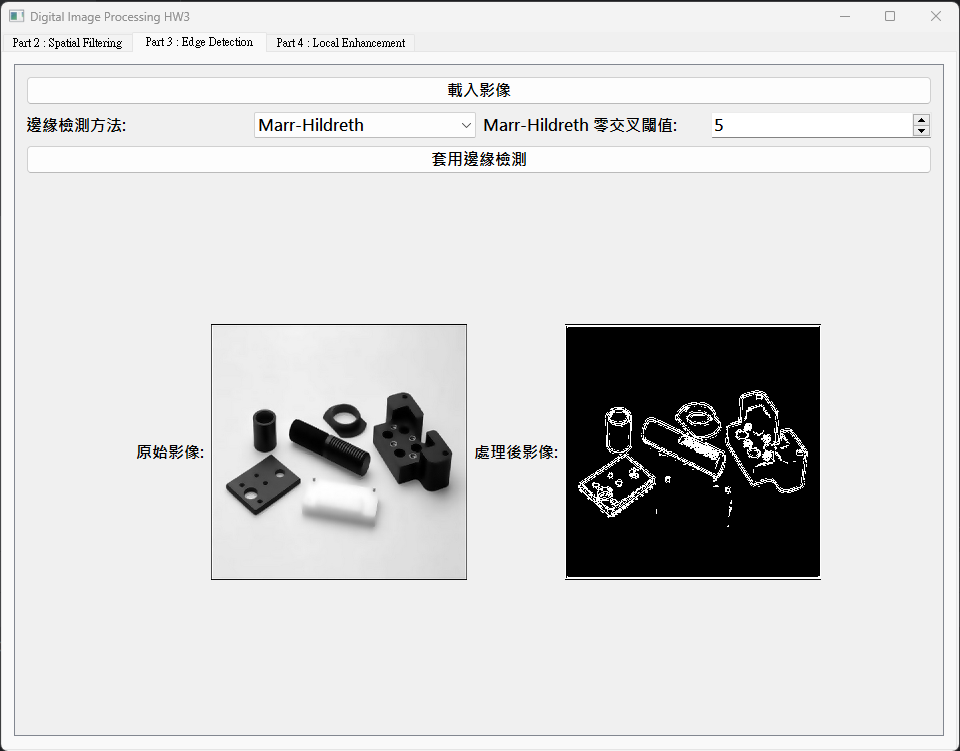 Digital Image Processing HW3
Part 2 : Spatial Filtering Part 3 : Edge Detection Part 4 : Local Enhancement
載入影像
邊緣檢測方法: Marr-Hildreth Marr-Hildreth 零交叉閾值: 5
套用邊緣檢測
原始影像: 處理後影像: